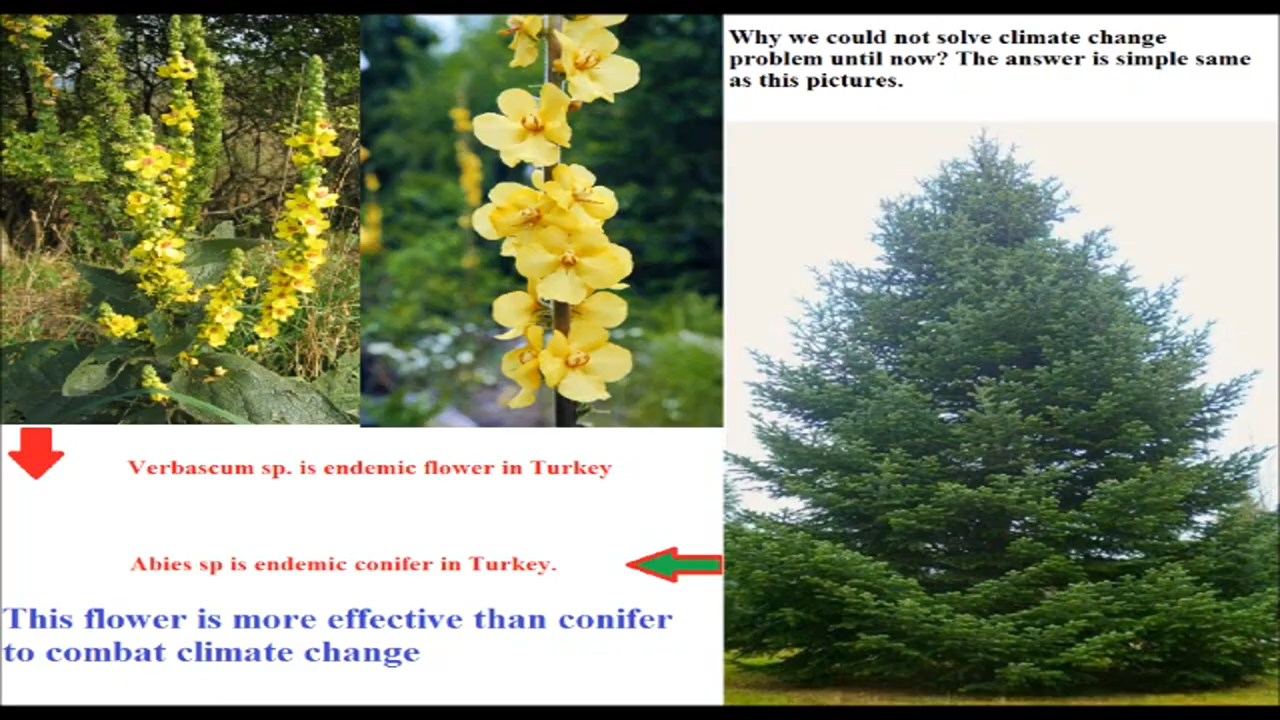 Why we could not solve climate change
problem until now? The answer is simple same
as this pictures.
Verbascum sp. is endemic flower in Turkey
Abies sp is endemic conifer in Turkey.
This flower is more effective than conifer
to combat climate change